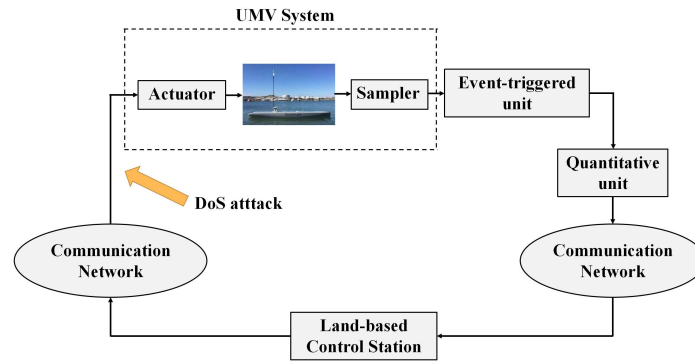 UMV System
Actuator
Sampler
Event-triggered
unit
Quantitative
unit
DoS atttack
Communication
Network
Communication
Network
Land-based
Control Station